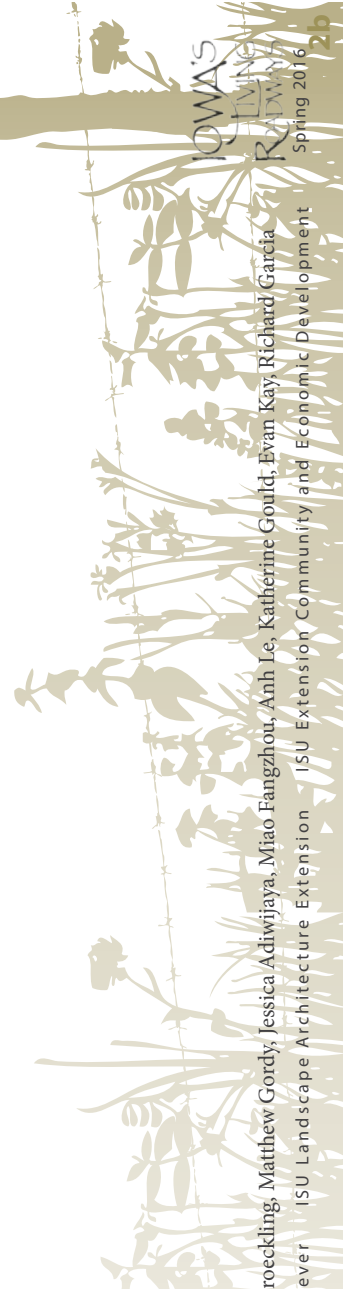 roeckling, Matthew Gordy, Jessica Adiwijaya, Miao Fangzhou, Anh Le, Katherine Gould, Evan Kay, Richard Garcia
ever ISU Landscape Architecture Extension ISU Extension Community and Economic Development Spring 2016
IOWA'S
LIVING
ROADWAYS
2b